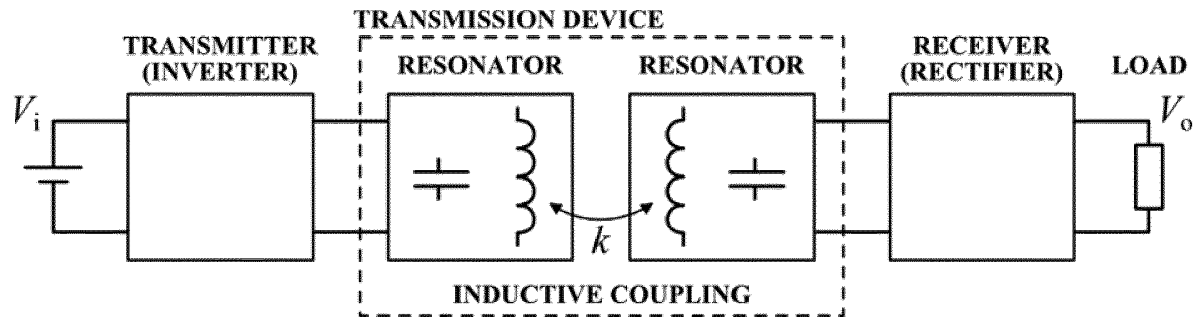 TRANSMISSION DEVICE
TRANSMITTER
(INVERTER)
RESONATOR
RESONATOR
RECEIVER
(RECTIFIER)
LOAD
Vi
Vo
k
INDUCTIVE COUPLING